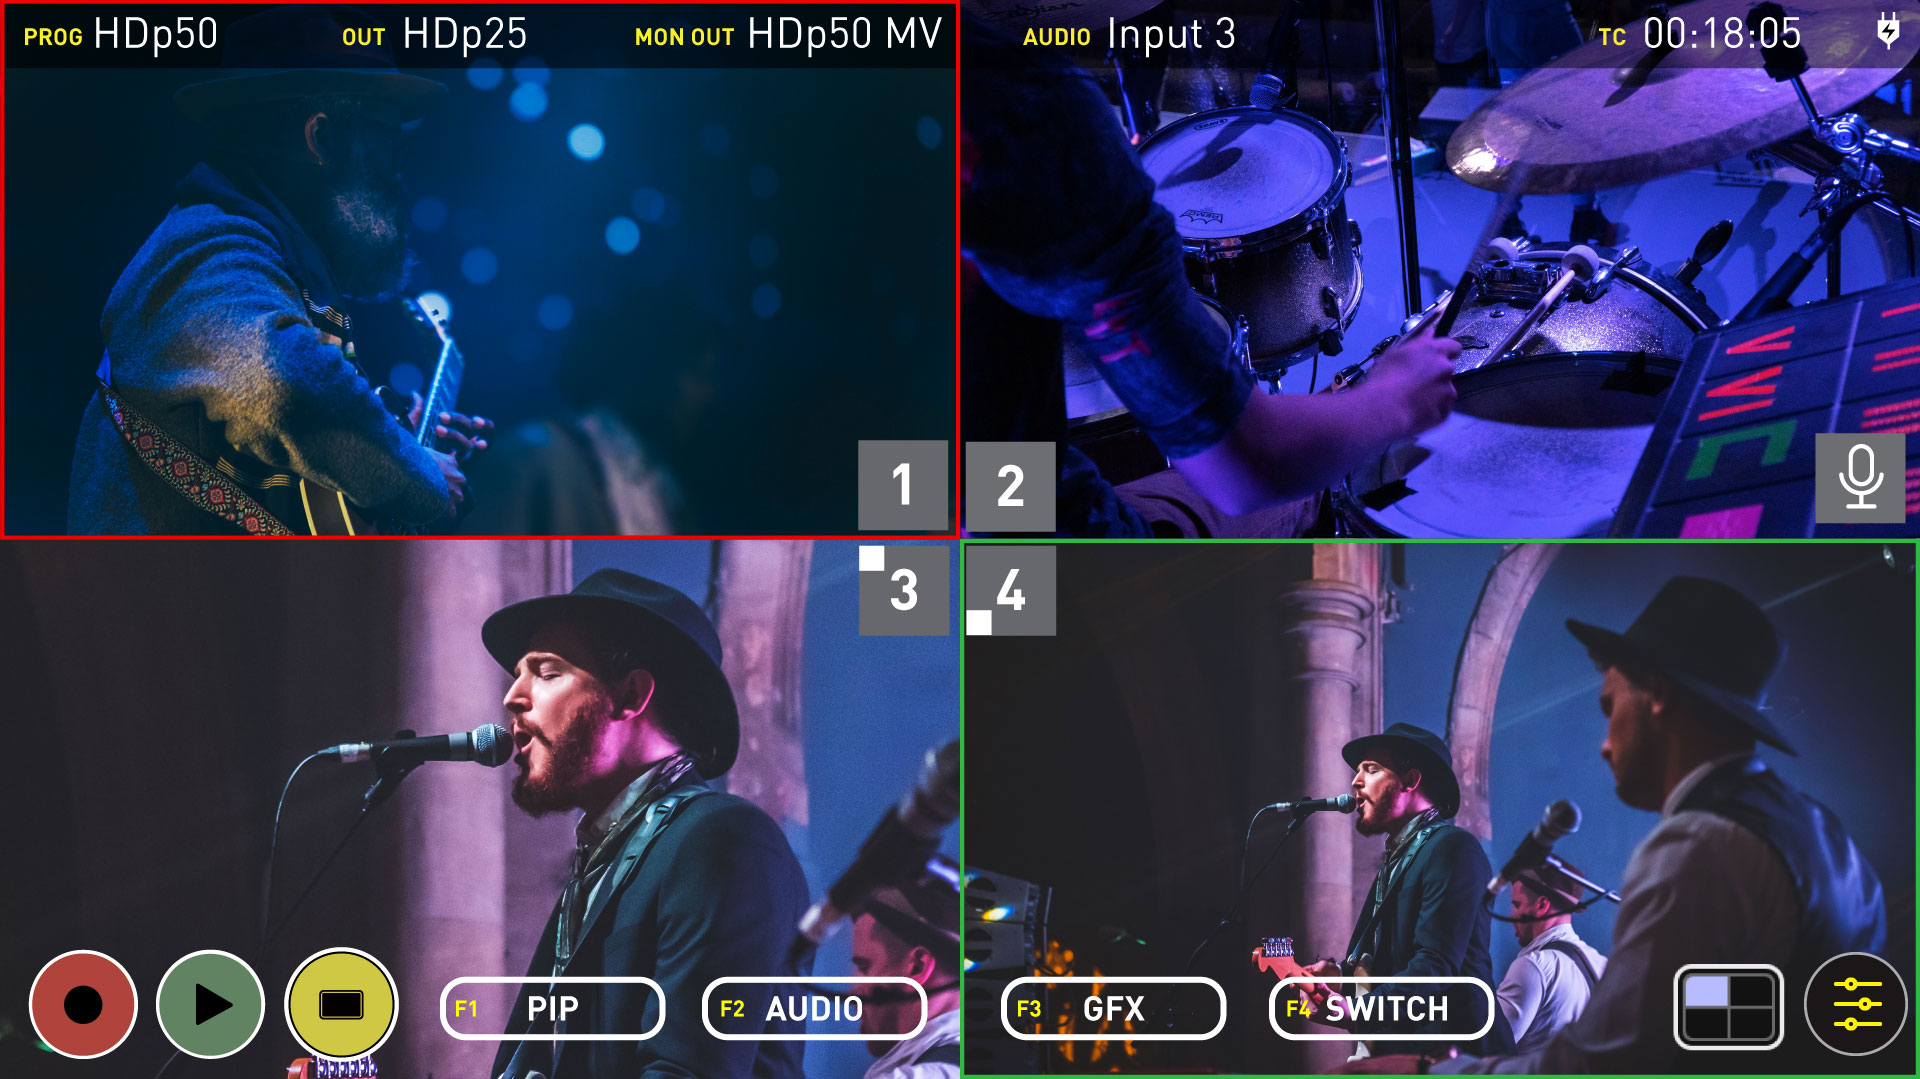 PROG HDp50 OUT HDp25 MON OUT HDp50 MV AUDIO Input 3 TC 00:18:05
REMO
1 2
3 4
F1 PIP F2 AUDIO F3 GFX F4 SWITCH